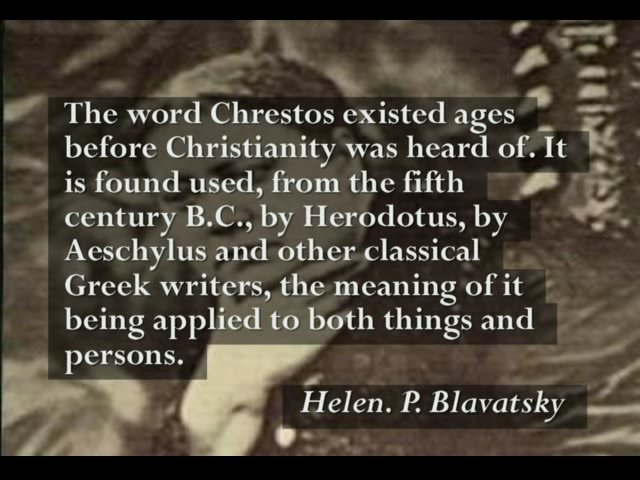 The word Chrestos existed ages
before Christianity was heard of. It
is found used, from the fifth
century B.C., by Herodotus, by
Aeschylus and other classical
Greek writers, the meaning of it
being applied to both things and
persons.
Helen. P. Blavatsky